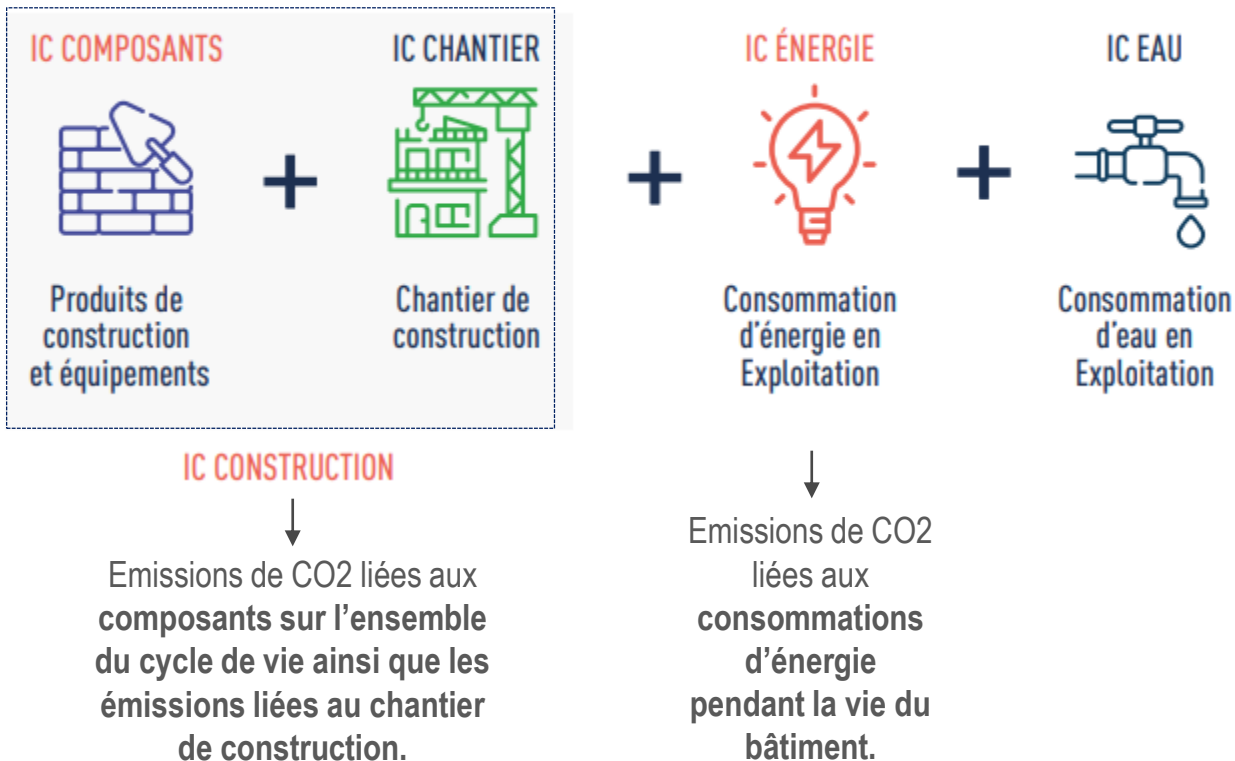 IC COMPOSANTS
IC CHANTIER
IC ÉNERGIE
IC EAU
+
+
+
Produits de
construction
et équipements
Chantier de
construction
Consommation
d'énergie en
Exploitation
Consommation
d'eau en
Exploitation
IC CONSTRUCTION
Emissions de CO2 liées aux
composants sur l’ensemble
du cycle de vie ainsi que les
émissions liées au chantier
de construction.
Emissions de CO2
liées aux
consommations
d’énergie
pendant la vie du
bâtiment.